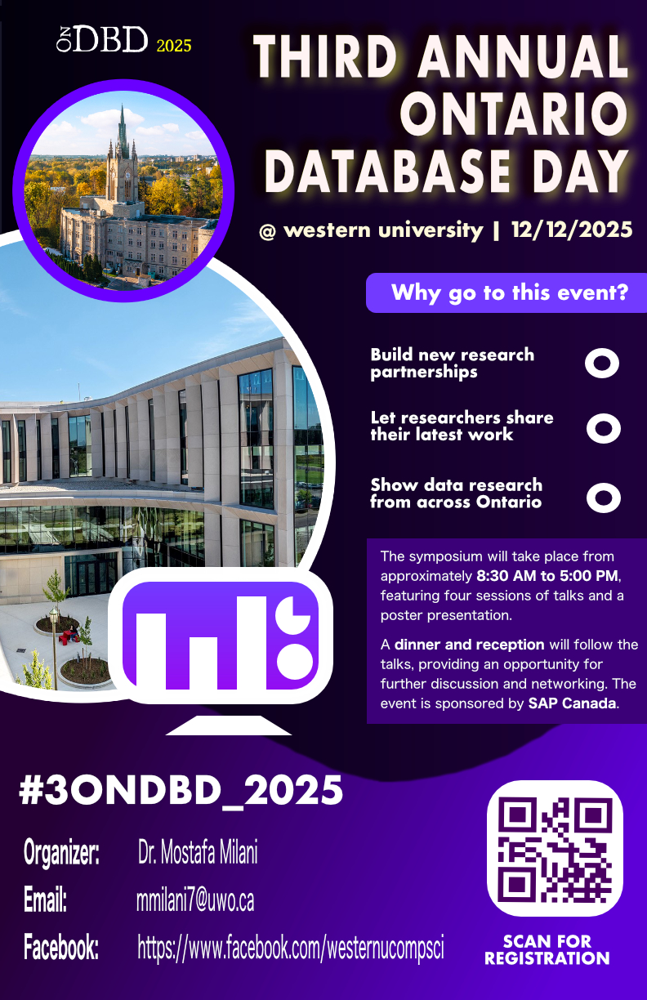 ONDBD 2025
THIRD ANNUAL
ONTARIO
DATABASE DAY
@ western university | 12/12/2025
Why go to this event?
Build new research
partnerships
Let researchers share
their latest work
Show data research
from across Ontario
The symposium will take place from
approximately 8:30 AM to 5:00 PM,
featuring four sessions of talks and a
poster presentation.
A dinner and reception will follow the
talks, providing an opportunity for
further discussion and networking. The
event is sponsored by SAP Canada.
#3ONDBD_2025
Organizer: Dr. Mostafa Milani
Email: mmilani7@uwo.ca
Facebook: https://www.facebook.com/westernucompsci
SCAN FOR
REGISTRATION